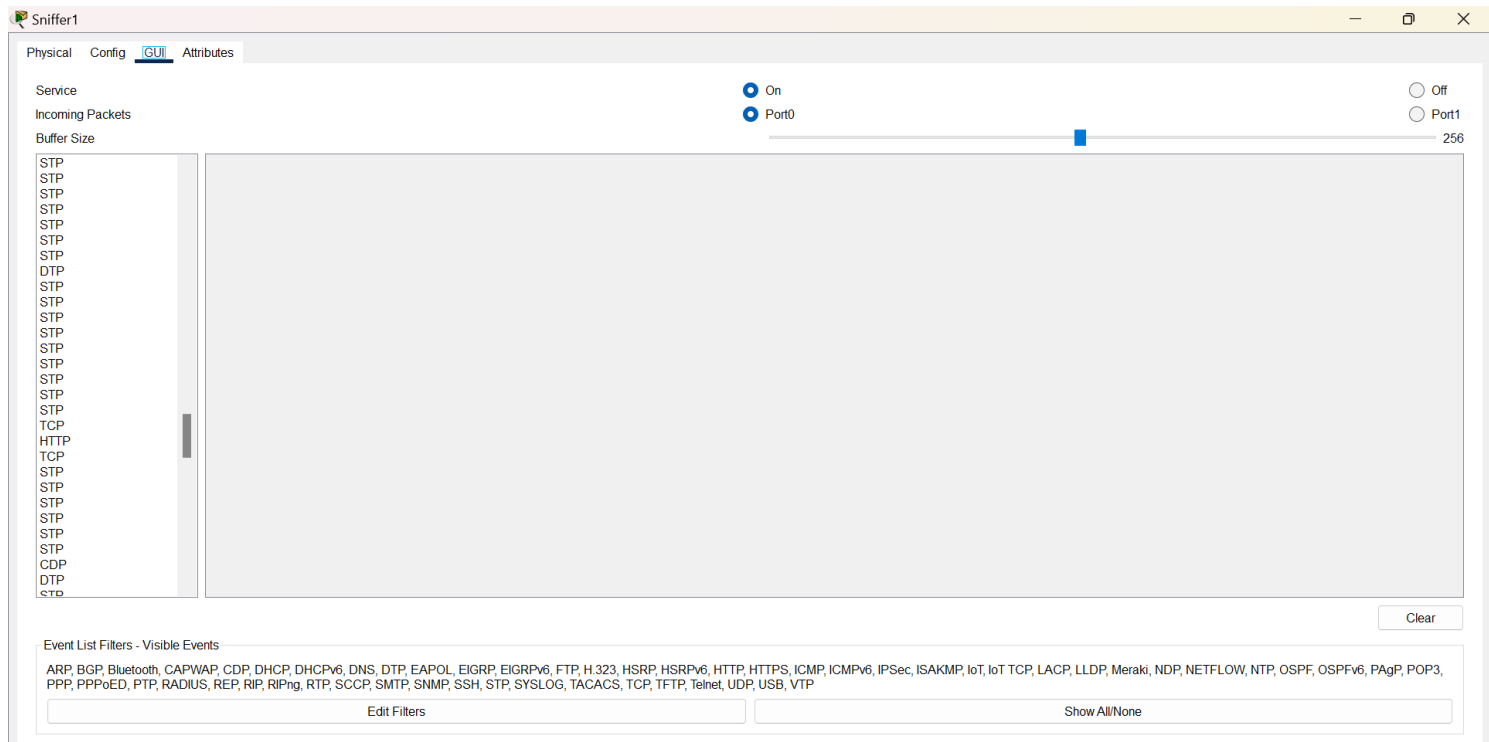 Sniffer1
Physical Config GUI Attributes
Service On Off
Incoming Packets Port0 Port1
Buffer Size 256
STP
STP
STP
STP
STP
STP
STP
DTP
STP
STP
STP
STP
STP
STP
STP
STP
STP
TCP
HTTP
TCP
STP
STP
STP
STP
STP
STP
CDP
DTP
STP
Clear
Event List Filters - Visible Events
ARP, BGP, Bluetooth, CAPWAP, CDP, DHCP, DHCPv6, DNS, DTP, EAPOL, EIGRP, EIGRPv6, FTP, H.323, HSRP, HSRPv6, HTTP, HTTPS, ICMP, ICMPv6, IPSec, ISAKMP, IoT, IoT TCP, LACP, LLDP, Meraki, NDP, NETFLOW, NTP, OSPF, OSPFv6, PAgP, POP3,
PPP, PPPoED, PTP, RADIUS, REP, RIP, RIPng, RTP, SCCP, SMTP, SNMP, SSH, STP, SYSLOG, TACACS, TCP, TFTP, Telnet, UDP, USB, VTP
Edit Filters Show All/None